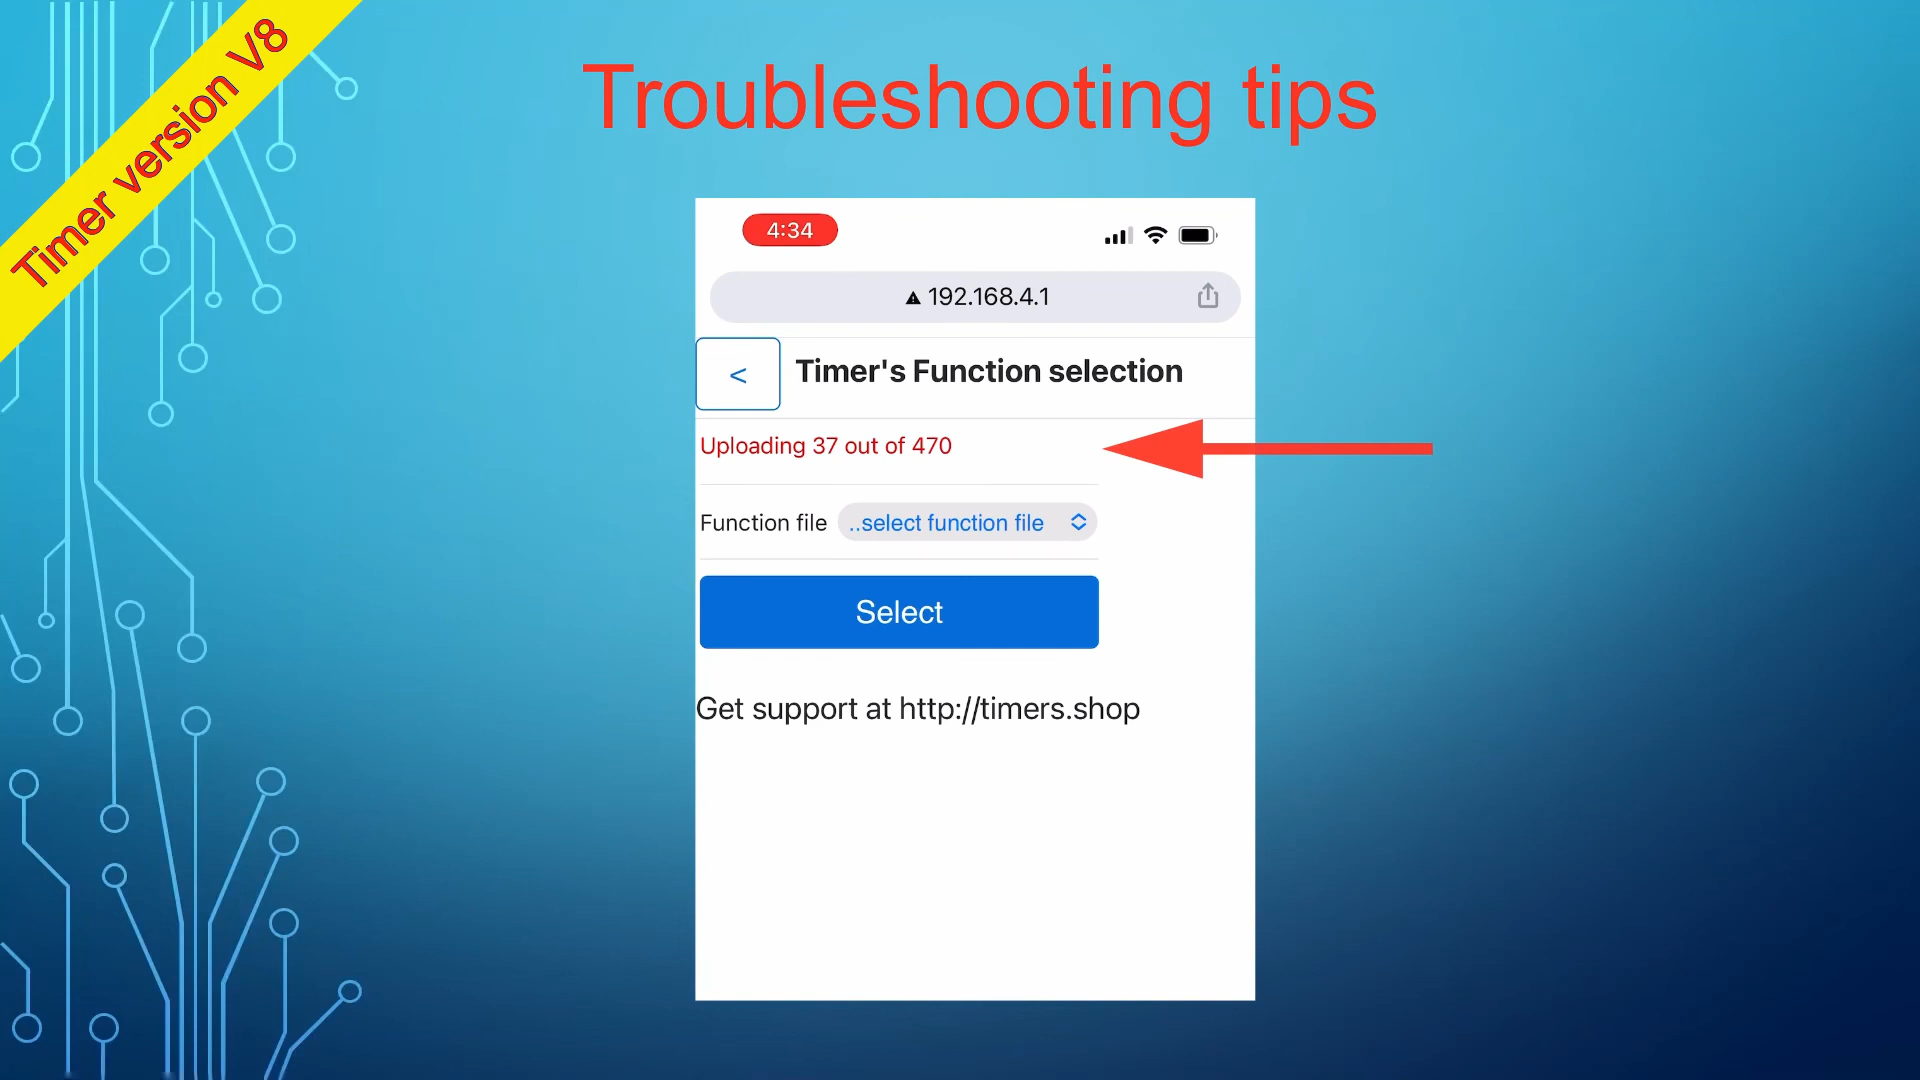 Timer version V8
Troubleshooting tips
4:34
192.168.4.1
< Timer's Function selection
Uploading 37 out of 470
Function file ..select function file
Select
Get support at http://timers.shop